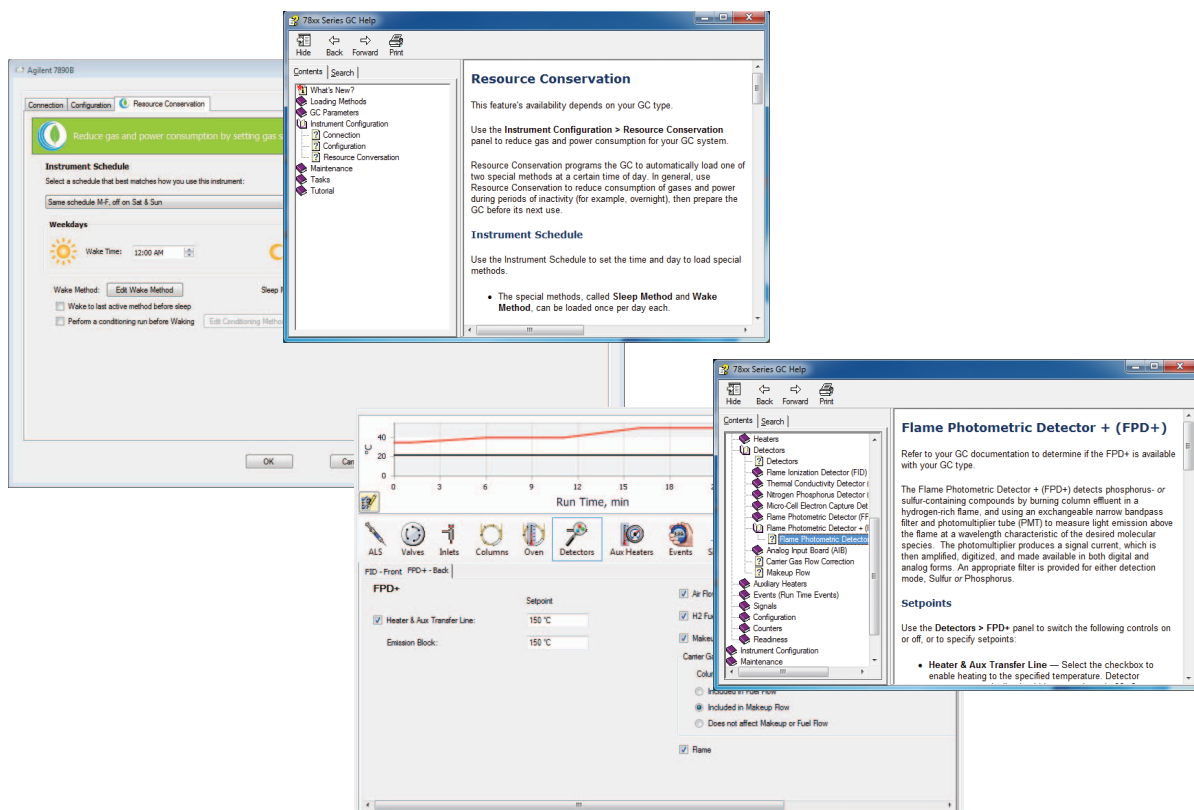 78xx Series GC Help
Hide Back Forward Print
Contents Search
What's New?
Loading Methods
GC Parameters
Instrument Configuration
Connection
Configuration
Resource Conversation
Maintenance
Tasks
Tutorial
Resource Conservation
This feature's availability depends on your GC type.
Use the Instrument Configuration > Resource Conservation
panel to reduce gas and power consumption for your GC system.
Resource Conservation programs the GC to automatically load one of
two special methods at a certain time of day. In general, use
Resource Conservation to reduce consumption of gases and power
during periods of inactivity (for example, overnight), then prepare the
GC before its next use.
Instrument Schedule
Use the Instrument Schedule to set the time and day to load special
methods.
• The special methods, called Sleep Method and Wake
Method, can be loaded once per day each.
Agilent 7890B
Connection Configuration Resource Conservation
Reduce gas and power consumption by setting gas s
Instrument Schedule
Select a schedule that best matches how you use this instrument:
Same schedule M-F, off on Sat & Sun
Weekdays
Wake Time: 12:00 AM
Wake Method: Edit Wake Method Sleep M
Wake to last active method before sleep
Perform a conditioning run before Waking Edit Conditioning Method
OK Can
78xx Series GC Help
Hide Back Forward Print
Contents Search
Heaters
Detectors
Detectors
Flame Ionization Detector (FID)
Thermal Conductivity Detector (
Nitrogen Phosphorus Detector (
Micro-Cell Electron Capture Det
Flame Photometric Detector (FF
Flame Photometric Detector + (
Flame Photometric Detecto
Analog Input Board (AIB)
Carrier Gas Flow Correction
Makeup Flow
Auxiliary Heaters
Events (Run Time Events)
Signals
Configuration
Counters
Readiness
Instrument Configuration
Maintenance
Flame Photometric Detector + (FPD+)
Refer to your GC documentation to determine if the FPD+ is available
with your GC type.
The Flame Photometric Detector + (FPD+) detects phosphorus- or
sulfur-containing compounds by burning column effluent in a
hydrogen-rich flame, and using an exchangeable narrow bandpass
filter and photomultiplier tube (PMT) to measure light emission above
the flame at a wavelength characteristic of the desired molecular
species. The photomultiplier produces a signal current, which is
then amplified, digitized, and made available in both digital and
analog forms. An appropriate filter is provided for either detection
mode, Sulfur or Phosphorus.
Setpoints
Use the Detectors > FPD+ panel to switch the following controls on
or off, or to specify setpoints:
• Heater & Aux Transfer Line — Select the checkbox to
enable heating to the specified temperature. Detector
°C
40
20
0
0 3 6 9 12 15 18
Run Time, min
ALS Valves Inlets Columns Oven Detectors Aux Heaters Events S
FID - Front FPD+ - Back
FPD+
Setpoint
Heater & Aux Transfer Line: 150 °C
Emission Block: 150 °C
Air Flo
H2 Fue
Makeu
Carrier Ga
Colu
Included in Fuel Flow
Included in Makeup Flow
Does not affect Makeup or Fuel Flow
Flame